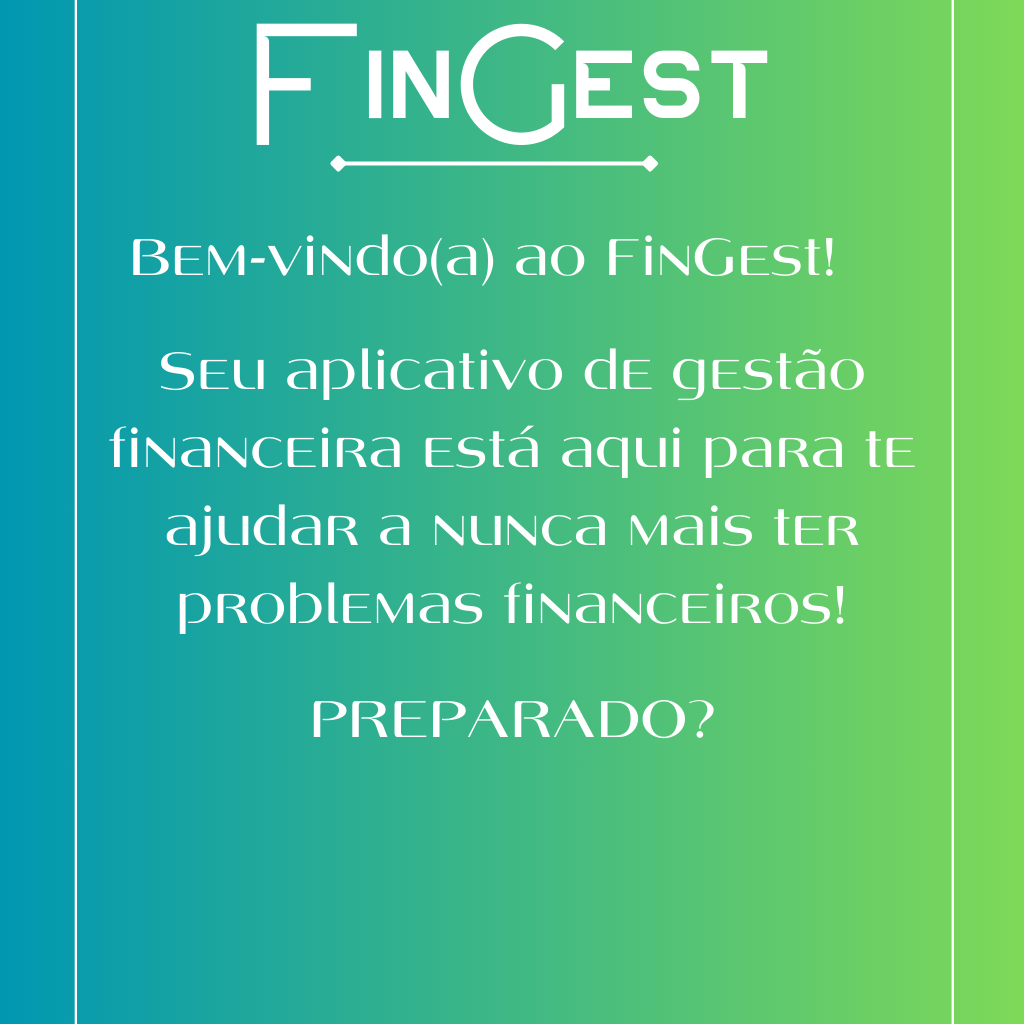 FinGest
Bem-vindo(a) ao FinGest!
Seu aplicativo de gestão
financeira está aqui para te
ajudar a nunca mais ter
problemas financeiros!
PREPARADO?